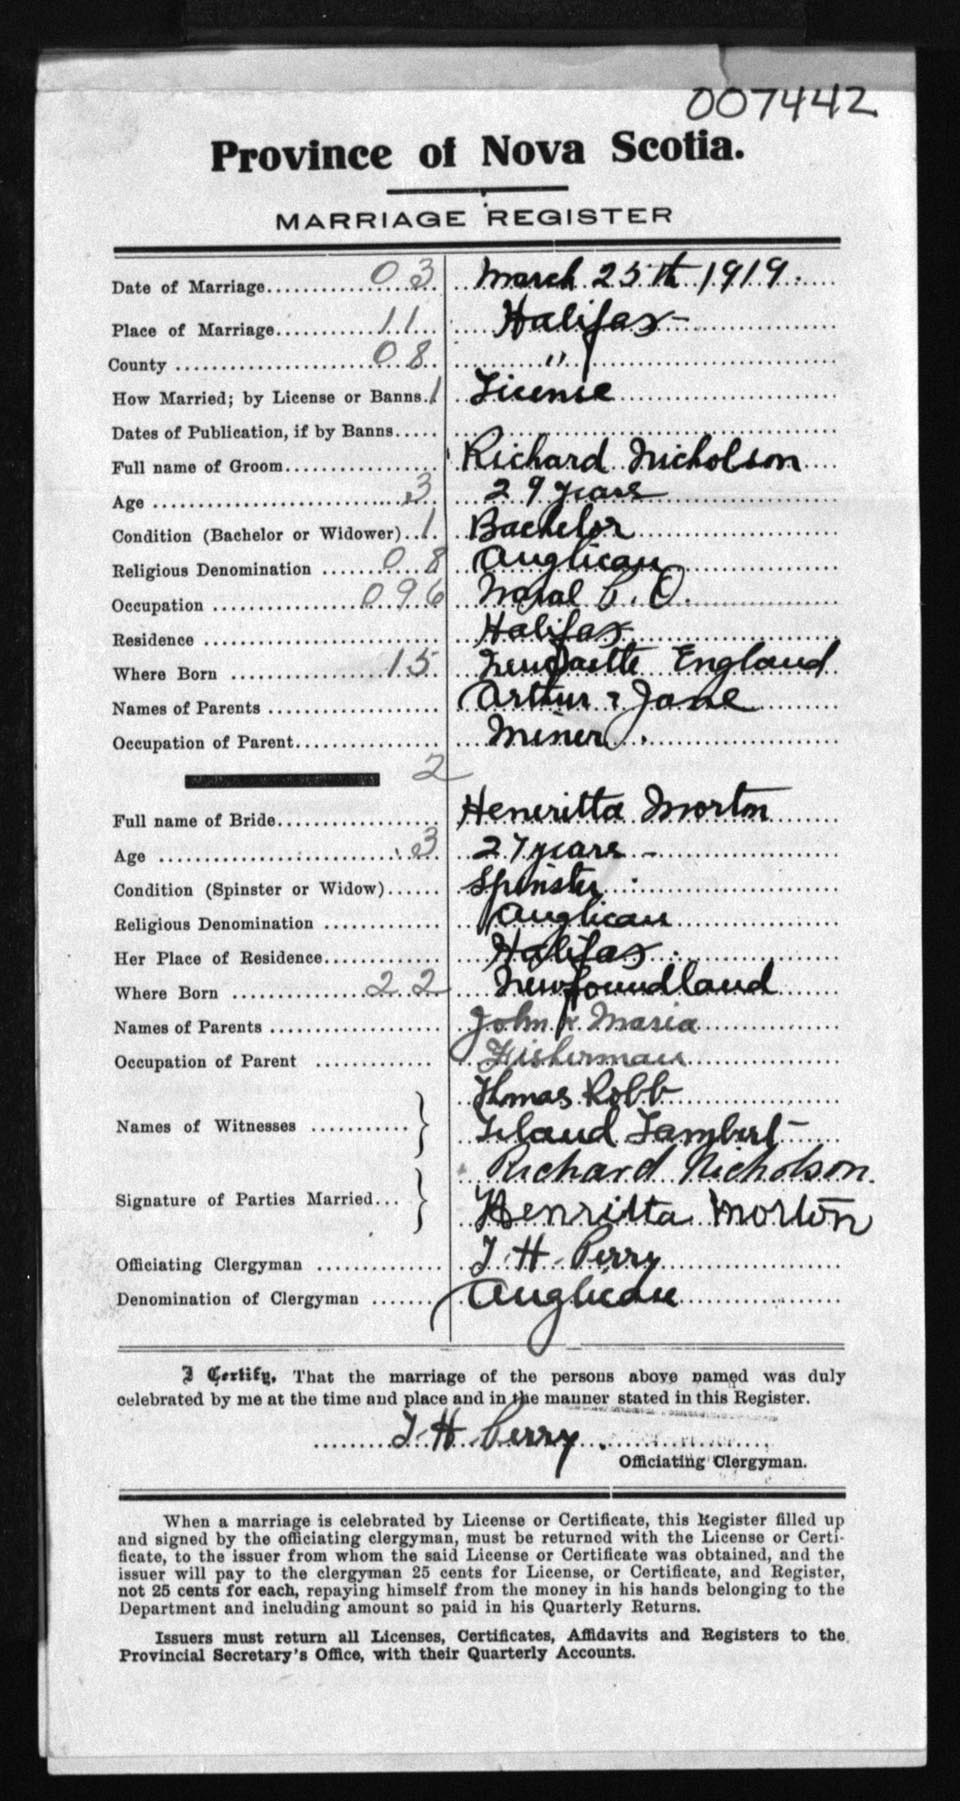 007442
Province of Nova Scotia.
MARRIAGE REGISTER
Date of Marriage 03 March 25th 1919.
Place of Marriage 11 Halifax
County 08 "
How Married; by License or Banns 1 License
Dates of Publication, if by Banns
Full name of Groom Richard Nicholson
Age 3 29 years
Condition (Bachelor or Widower) 1 Bachelor
Religious Denomination 08 Anglican
Occupation 096 Naval P.O.
Residence Halifax
Where Born 15 Newcastle England
Names of Parents Arthur & Jane
Occupation of Parent Miner
2
Full name of Bride Heneritta Morton
Age 3 27 years
Condition (Spinster or Widow) Spinster
Religious Denomination Anglican
Her Place of Residence Halifax
Where Born 22 Newfoundland
Names of Parents John & Maria
Occupation of Parent Fisherman
Thmas Robb
Names of Witnesses
Leland Lambert
Richard Nicholson.
Signature of Parties Married
Henritta Morton
Officiating Clergyman T. H. Perry
Denomination of Clergyman Anglican
I Certify, That the marriage of the persons above named was duly
celebrated by me at the time and place and in the manner stated in this Register.
T. H. Perry.
Officiating Clergyman.
When a marriage is celebrated by License or Certificate, this Register filled up
and signed by the officiating clergyman, must be returned with the License or Certi-
ficate, to the issuer from whom the said License or Certificate was obtained, and the
issuer will pay to the clergyman 25 cents for License, or Certificate, and Register,
not 25 cents for each, repaying himself from the money in his hands belonging to the
Department and including amount so paid in his Quarterly Returns.
Issuers must return all Licenses, Certificates, Affidavits and Registers to the
Provincial Secretary's Office, with their Quarterly Accounts.